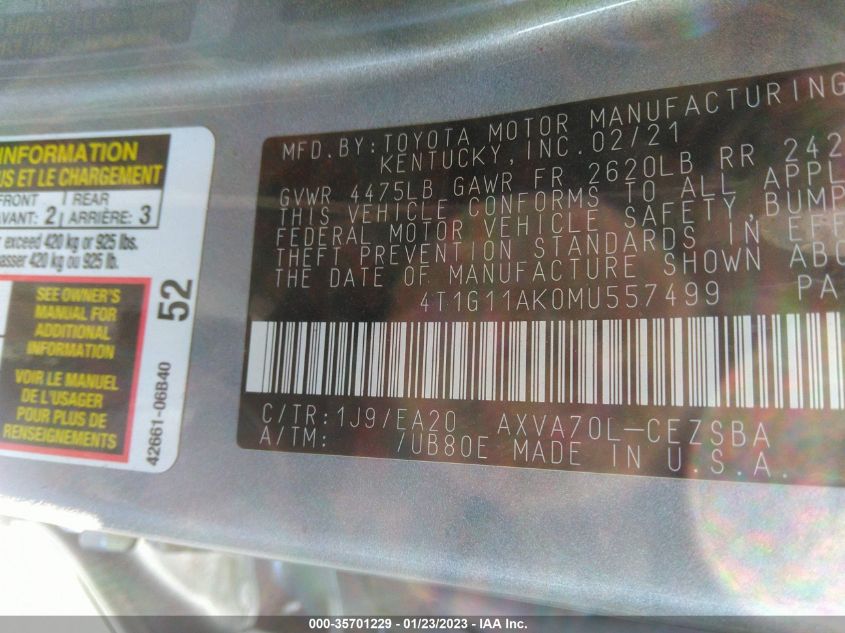 INFORMATION
US ET LE CHARGEMENT
FRONT
AVANT: 2
REAR
ARRIÈRE: 3
exceed 420 kg or 925 lbs.
asser 420 kg ou 925 lb.
SEE OWNER'S
MANUAL FOR
ADDITIONAL
INFORMATION
VOIR LE MANUEL
DE L'USAGER
POUR PLUS DE
RENSEIGNEMENTS
52
42661-06B40
MFD. BY: TOYOTA MOTOR MANUFACTURING
KENTUCKY, INC. 02/21
GVWR 4475LB GAWR FR 2620LB RR 242
THIS VEHICLE CONFORMS TO ALL APPL
FEDERAL MOTOR VEHICLE SAFETY, BUMP
THEFT PREVENTION STANDARDS IN EFF
THE DATE OF MANUFACTURE SHOWN ABO
4T1G11AK0MU557499 PA
C/TR: 1J9/EA20 AXVA70L-CEZSBA
A/TM: /UB80E MADE IN U.S.A.
000-35701229 / 01/23/2023 - IAA Inc.